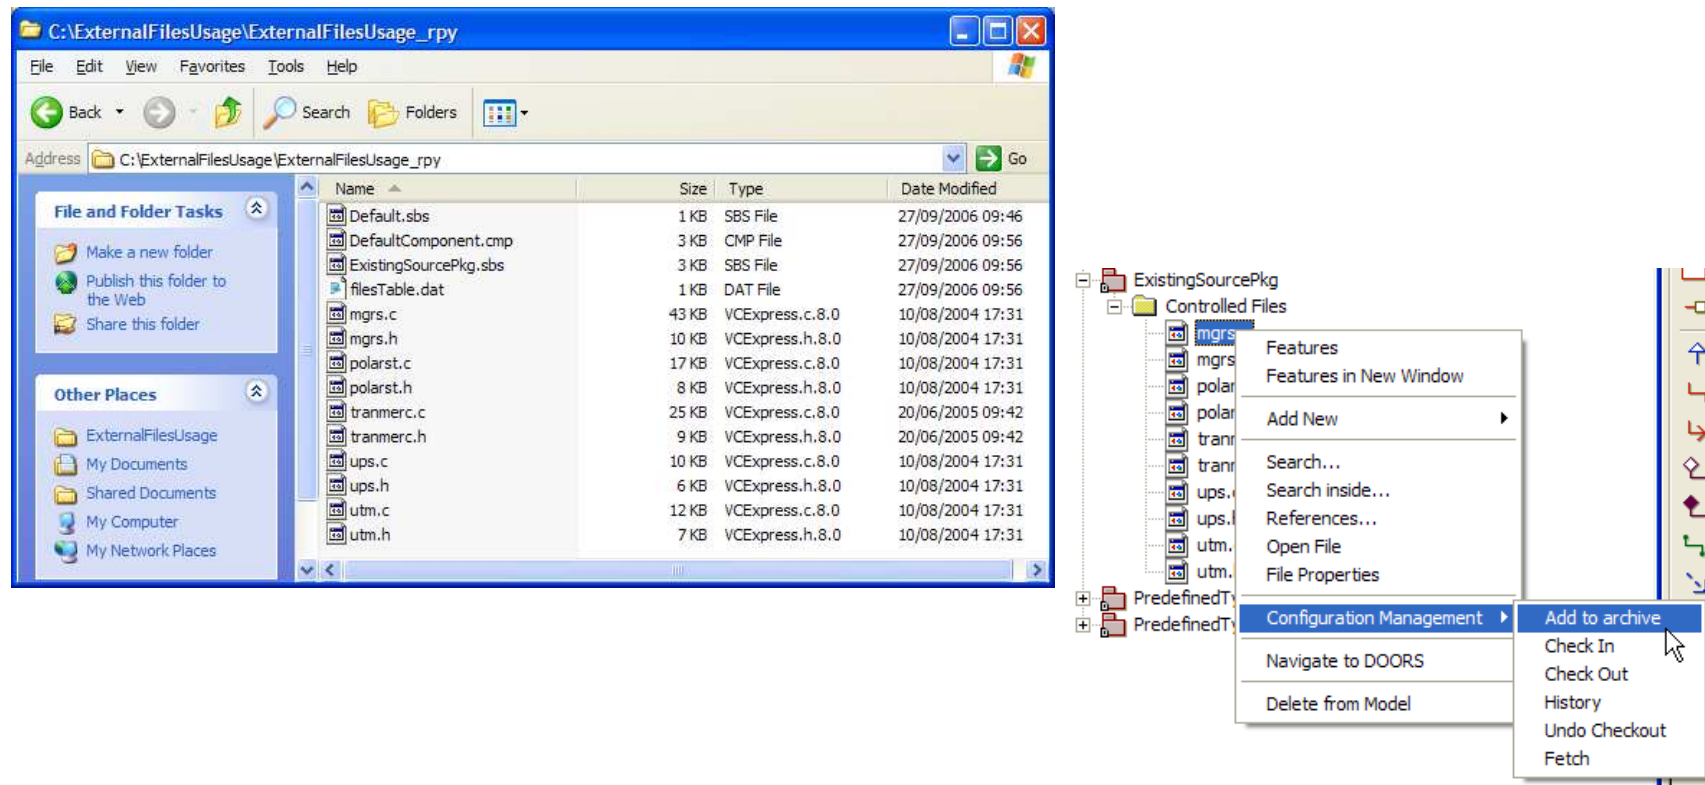 C:\ExternalFilesUsage\ExternalFilesUsage_rpy
File Edit View Favorites Tools Help
Back Search Folders
Address C:\ExternalFilesUsage\ExternalFilesUsage_rpy Go
File and Folder Tasks
Make a new folder
Publish this folder to
the Web
Share this folder
Other Places
ExternalFilesUsage
My Documents
Shared Documents
My Computer
My Network Places
Name Size Type Date Modified
Default.sbs 1 KB SBS File 27/09/2006 09:46
DefaultComponent.cmp 3 KB CMP File 27/09/2006 09:56
ExistingSourcePkg.sbs 3 KB SBS File 27/09/2006 09:56
filesTable.dat 1 KB DAT File 27/09/2006 09:56
mgrs.c 43 KB VCExpress.c.8.0 10/08/2004 17:31
mgrs.h 10 KB VCExpress.h.8.0 10/08/2004 17:31
polarst.c 17 KB VCExpress.c.8.0 10/08/2004 17:31
polarst.h 8 KB VCExpress.h.8.0 10/08/2004 17:31
tranmerc.c 25 KB VCExpress.c.8.0 20/06/2005 09:42
tranmerc.h 9 KB VCExpress.h.8.0 20/06/2005 09:42
ups.c 10 KB VCExpress.c.8.0 10/08/2004 17:31
ups.h 6 KB VCExpress.h.8.0 10/08/2004 17:31
utm.c 12 KB VCExpress.c.8.0 10/08/2004 17:31
utm.h 7 KB VCExpress.h.8.0 10/08/2004 17:31
ExistingSourcePkg
Controlled Files
mgrs
mgrs
polar
polar
tranr
tranr
ups.
ups.
utm.
utm.
PredefinedTy
PredefinedTy
Features
Features in New Window
Add New
Search...
Search inside...
References...
Open File
File Properties
Configuration Management
Navigate to DOORS
Delete from Model
Add to archive
Check In
Check Out
History
Undo Checkout
Fetch